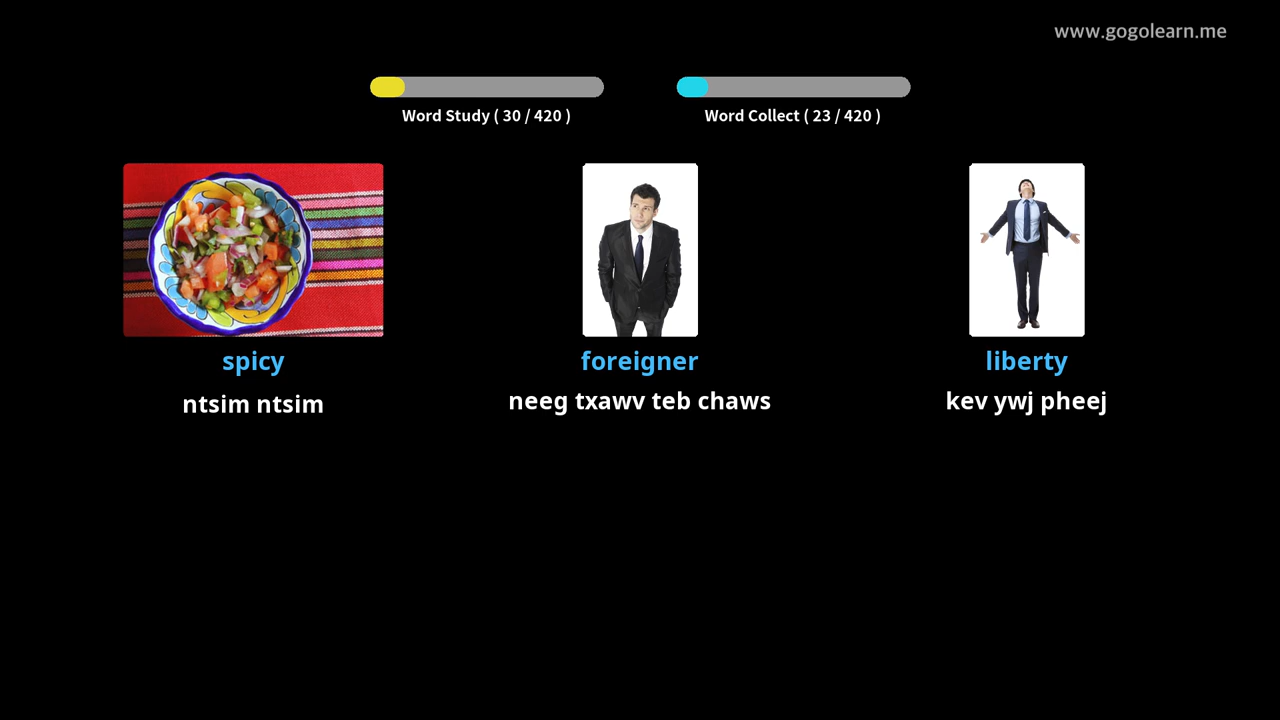 www.gogolearn.me
Word Study ( 30 / 420 )
Word Collect ( 23 / 420 )
spicy
ntsim ntsim
foreigner
neeg txawv teb chaws
liberty
kev ywj pheej